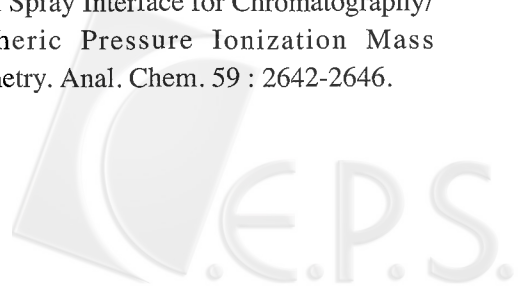 Spray Interface for Chromatography/
heric Pressure Ionization Mass
etry. Anal. Chem. 59 : 2642-2646.
C.E.P.S.